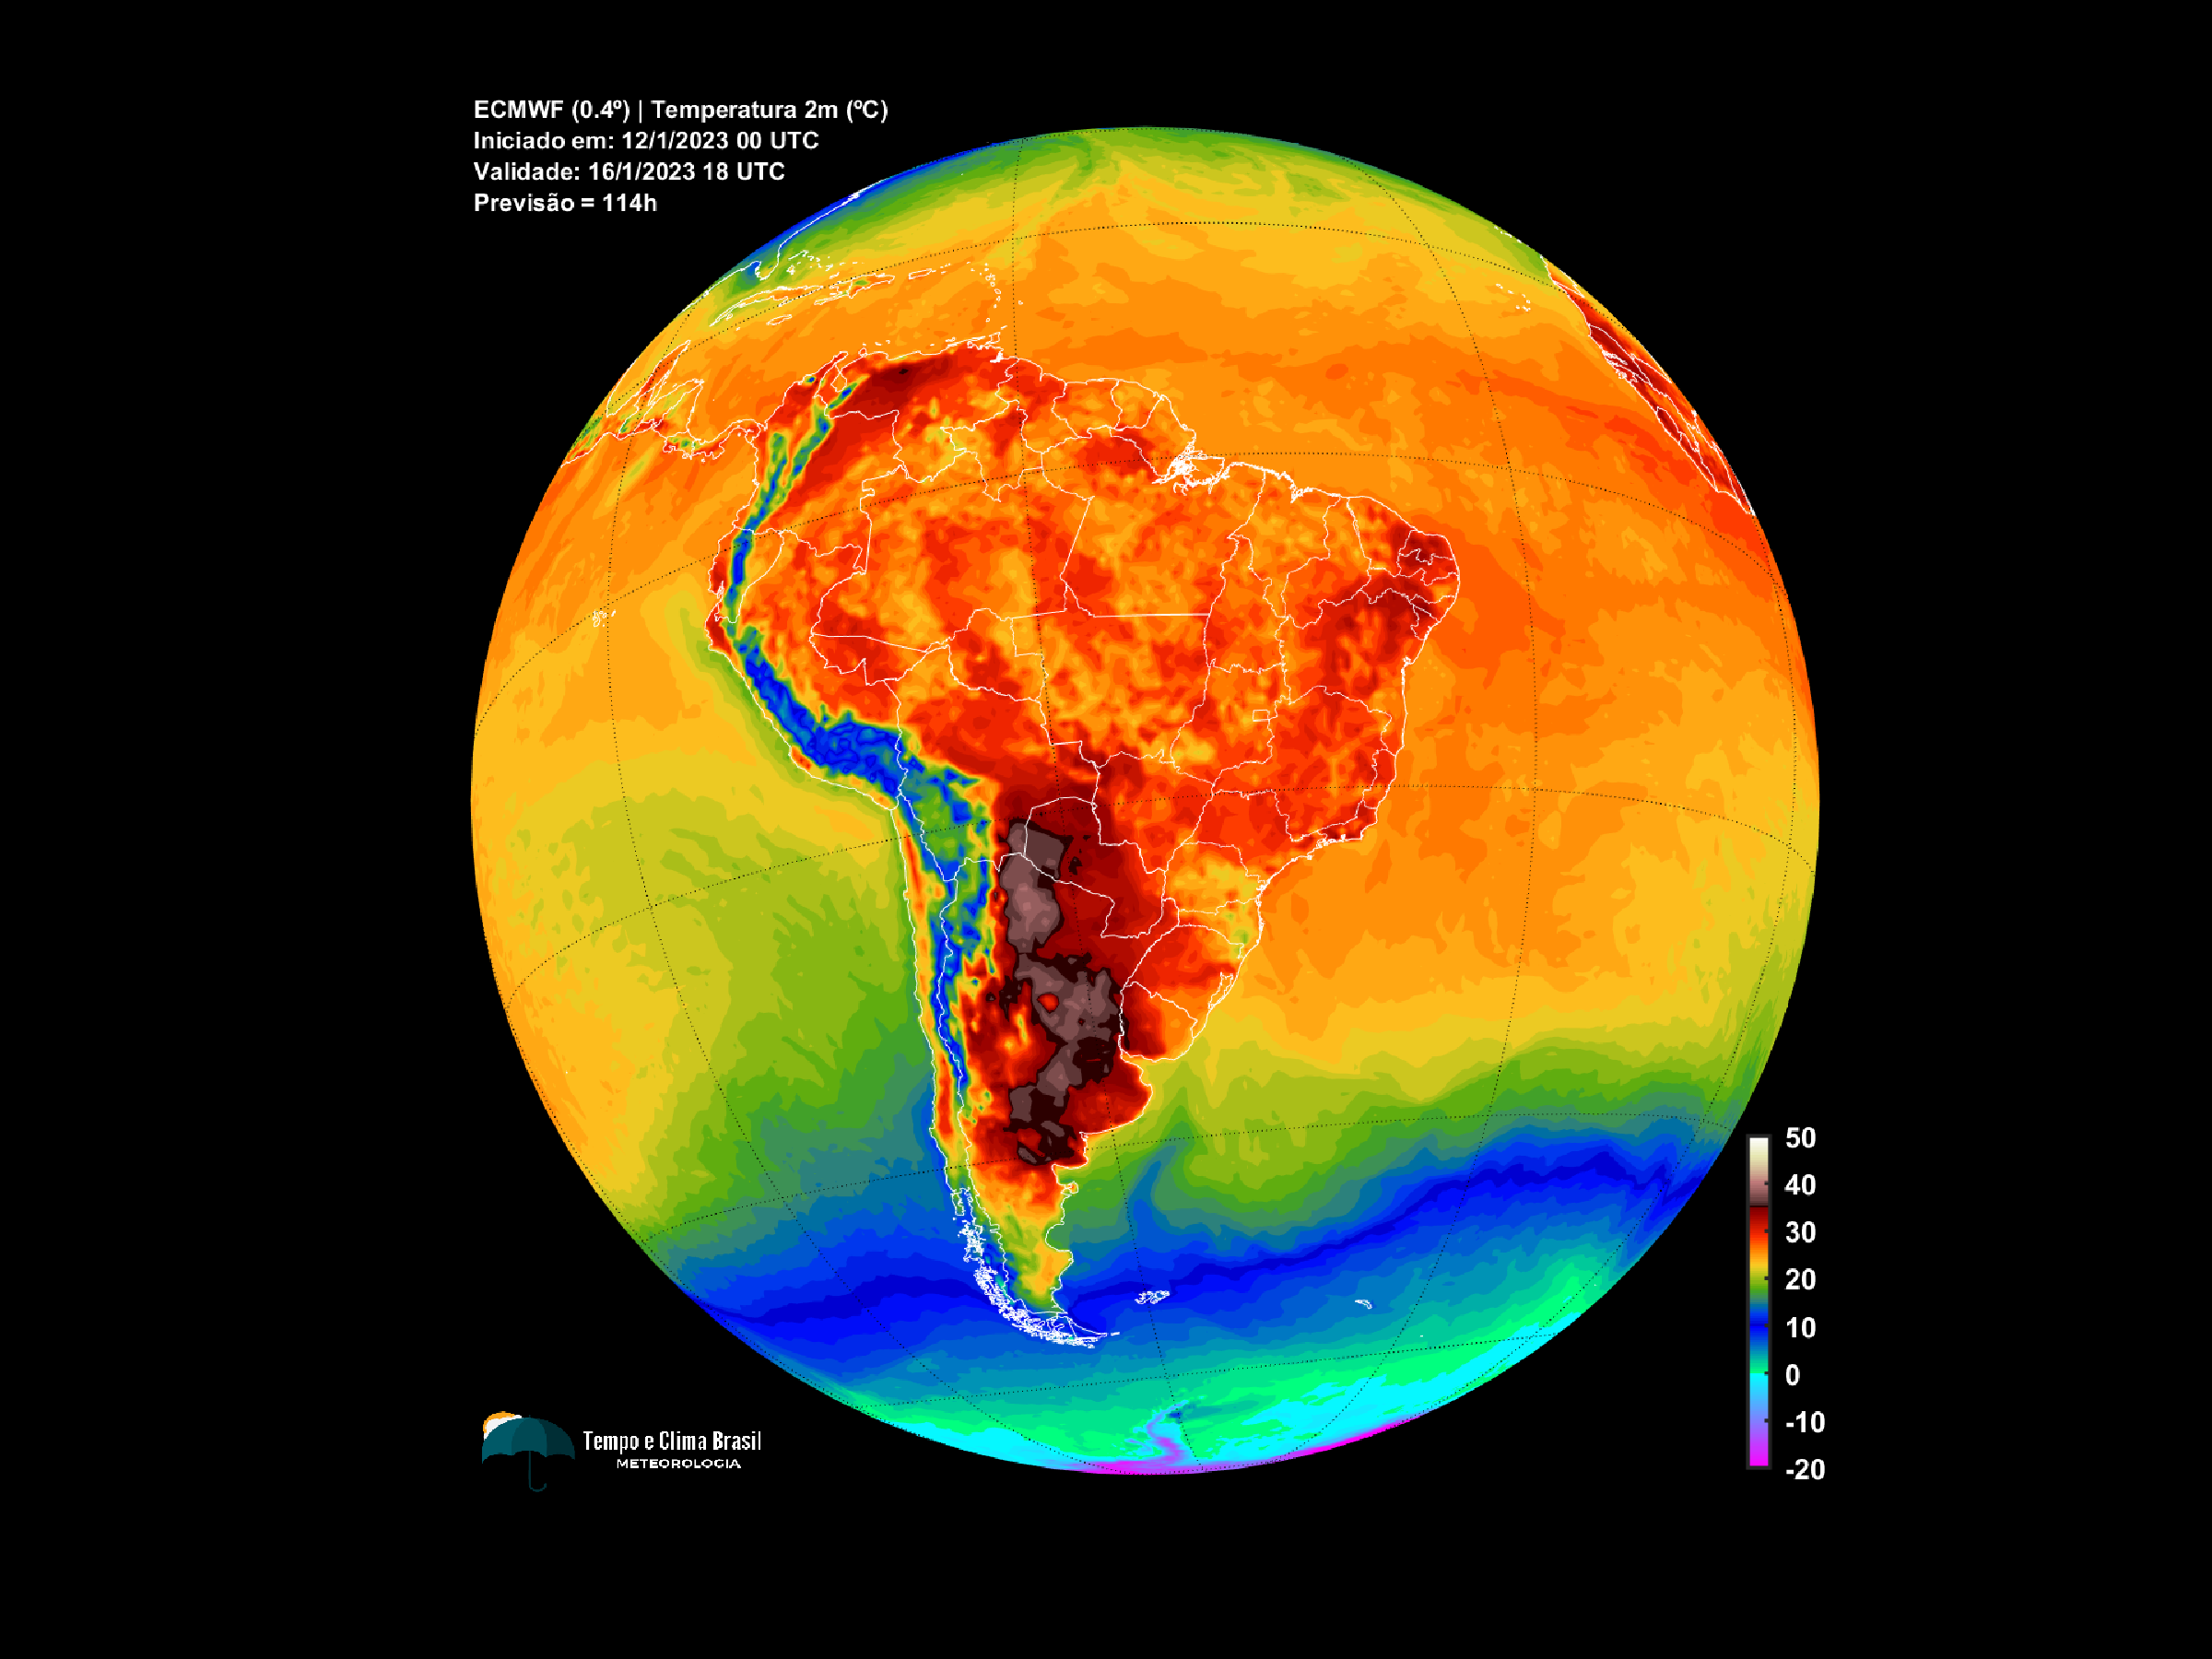 ECMWF (0.4º) | Temperatura 2m (ºC)
Iniciado em: 12/1/2023 00 UTC
Validade: 16/1/2023 18 UTC
Previsão = 114h
50
40
30
20
10
0
-10
-20
Tempo e Clima Brasil
METEOROLOGIA